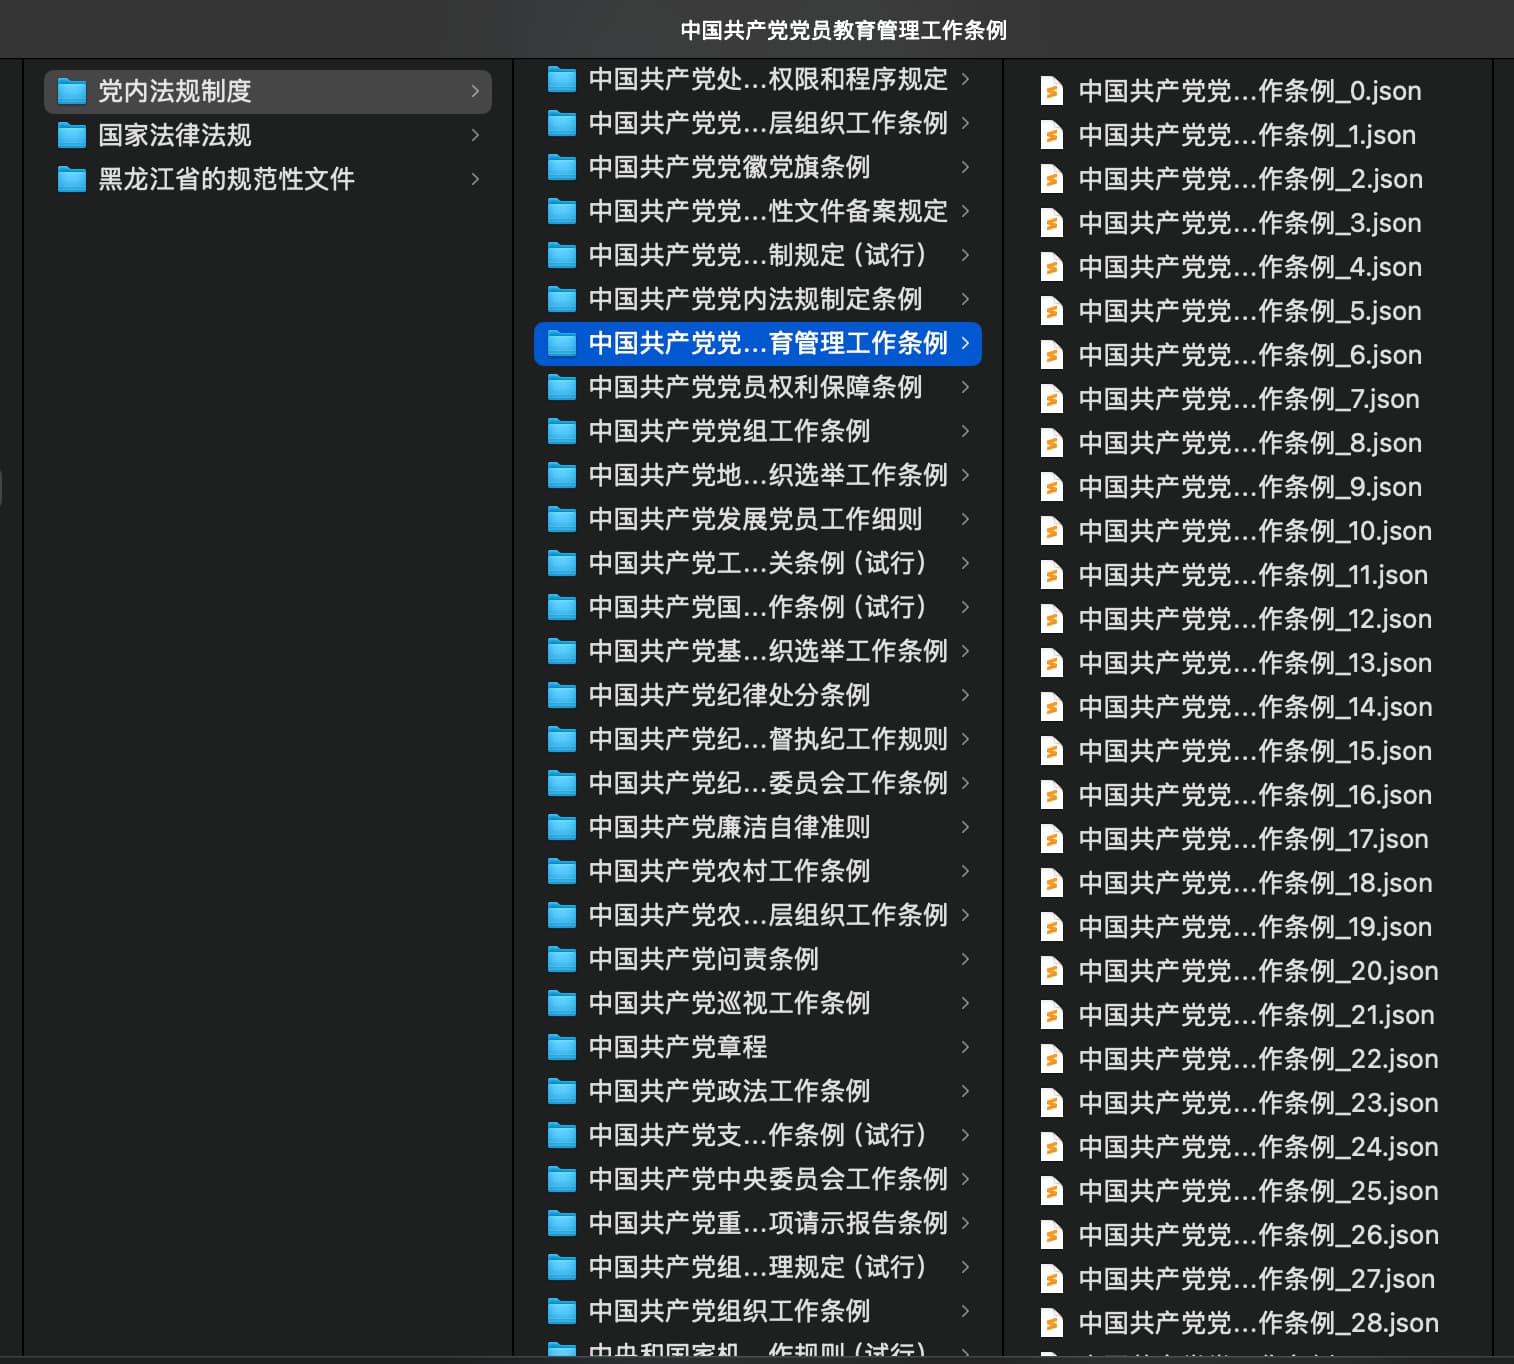 中国共产党党员教育管理工作条例
党内法规制度
国家法律法规
黑龙江省的规范性文件
中国共产党处...权限和程序规定
中国共产党党...层组织工作条例
中国共产党党徽党旗条例
中国共产党党...性文件备案规定
中国共产党党...制规定（试行）
中国共产党党内法规制定条例
中国共产党党...育管理工作条例
中国共产党党员权利保障条例
中国共产党党组工作条例
中国共产党地...织选举工作条例
中国共产党发展党员工作细则
中国共产党工...关条例（试行）
中国共产党国...作条例（试行）
中国共产党基...织选举工作条例
中国共产党纪律处分条例
中国共产党纪...督执纪工作规则
中国共产党纪...委员会工作条例
中国共产党廉洁自律准则
中国共产党农村工作条例
中国共产党农...层组织工作条例
中国共产党问责条例
中国共产党巡视工作条例
中国共产党章程
中国共产党政法工作条例
中国共产党支...作条例（试行）
中国共产党中央委员会工作条例
中国共产党重...项请示报告条例
中国共产党组...理规定（试行）
中国共产党组织工作条例
中央和国家机...作规则（试行）
中国共产党党...作条例_0.json
中国共产党党...作条例_1.json
中国共产党党...作条例_2.json
中国共产党党...作条例_3.json
中国共产党党...作条例_4.json
中国共产党党...作条例_5.json
中国共产党党...作条例_6.json
中国共产党党...作条例_7.json
中国共产党党...作条例_8.json
中国共产党党...作条例_9.json
中国共产党党...作条例_10.json
中国共产党党...作条例_11.json
中国共产党党...作条例_12.json
中国共产党党...作条例_13.json
中国共产党党...作条例_14.json
中国共产党党...作条例_15.json
中国共产党党...作条例_16.json
中国共产党党...作条例_17.json
中国共产党党...作条例_18.json
中国共产党党...作条例_19.json
中国共产党党...作条例_20.json
中国共产党党...作条例_21.json
中国共产党党...作条例_22.json
中国共产党党...作条例_23.json
中国共产党党...作条例_24.json
中国共产党党...作条例_25.json
中国共产党党...作条例_26.json
中国共产党党...作条例_27.json
中国共产党党...作条例_28.json